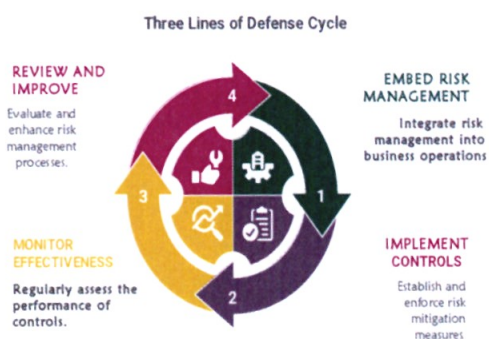 Three Lines of Defense Cycle
REVIEW AND
IMPROVE
Evaluate and
enhance risk
management
processes.
4
EMBED RISK
MANAGEMENT
Integrate risk
management into
business operations
3
1
MONITOR
EFFECTIVENESS
Regularly assess the
performance of
controls.
2
IMPLEMENT
CONTROLS
Establish and
enforce risk
mitigation
measures